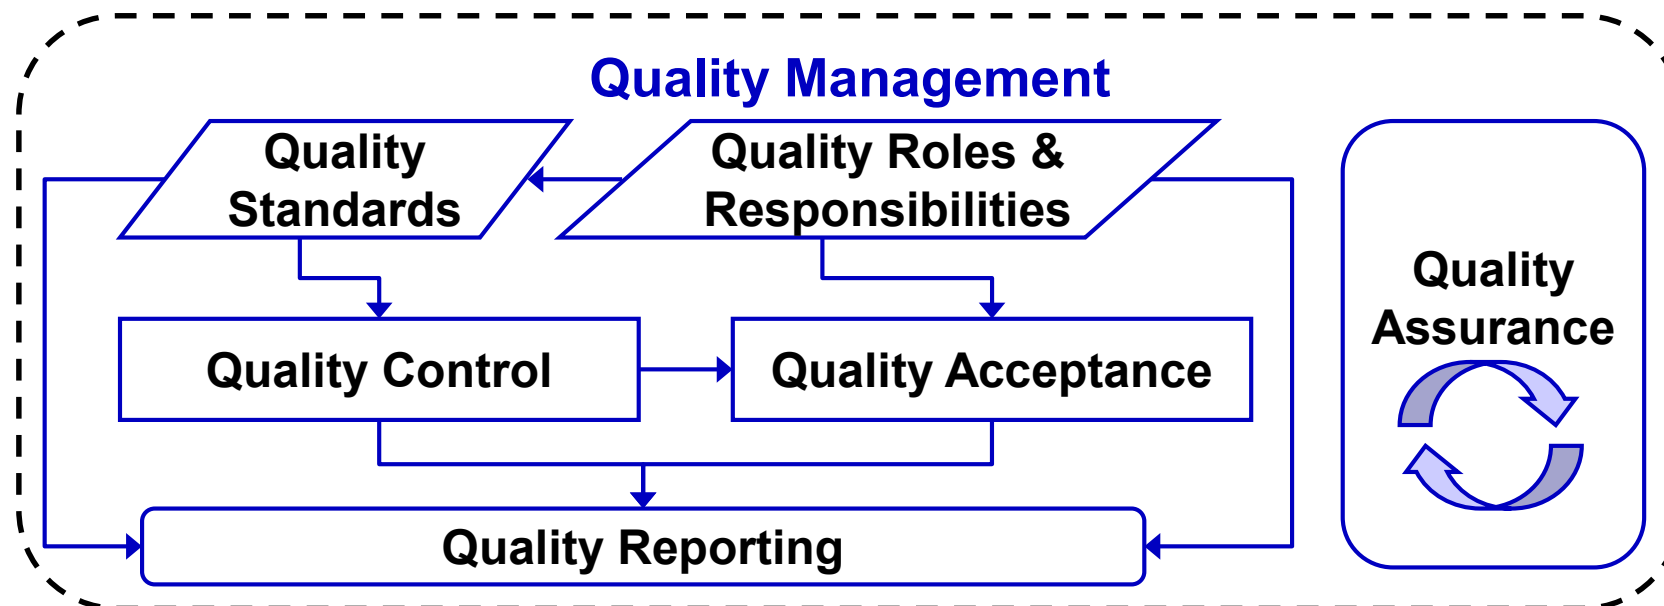 Quality Management
Quality
Standards
Quality Roles &
Responsibilities
Quality
Assurance
Quality Control
Quality Acceptance
Quality Reporting